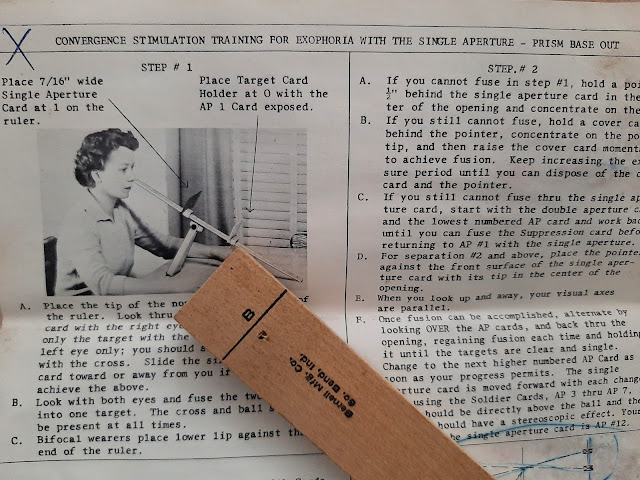 X
CONVERGENCE STIMULATION TRAINING FOR EXOPHORIA WITH THE SINGLE APERTURE - PRISM BASE OUT
STEP # 1
Place 7/16" wide
Single Aperture
Card at 1 on the
ruler.
Place Target Card
Holder at 0 with the
AP 1 Card exposed.
A. Place the tip of the
the ruler. Look thru
card with the right eye
only the target with the
left eye only; you should
with the cross. Slide the
card toward or away from you
achieve the above.
B. Look with both eyes and fuse the
into one target. The cross and ball
be present at all times.
C. Bifocal wearers place lower lip against
end of the ruler.
STEP # 2
A. If you cannot fuse in step #1, hold a
½" behind the single aperture card in the
ter of the opening and concentrate on the
B. If you still cannot fuse, hold a cover
behind the pointer, concentrate on the
tip, and then raise the cover card
to achieve fusion. Keep increasing the
sure period until you can dispose of the
card and the pointer.
C. If you still cannot fuse thru the single
ture card, start with the double aperture
and the lowest numbered AP card and work
until you can fuse the Suppression card
returning to AP #1 with the single aperture.
D. For separation #2 and above, place the
against the front surface of the single aper-
ture card with its tip in the center of the
opening.
E. When you look up and away, your visual axes
are parallel.
F. Once fusion can be accomplished, alternate by
looking OVER the AP cards, and back thru the
opening, regaining fusion each time and holding
it until the targets are clear and single.
Change to the next higher numbered AP Card as
soon as your progress permits. The single
aperture card is moved forward with each change
using the Soldier Cards, AP 3 thru AP 7,
should be directly above the ball and the
should have a stereoscopic effect. Your
the single aperture card is AP #12.
B
Bernell Mfg. Co.
So. Bend, Ind.